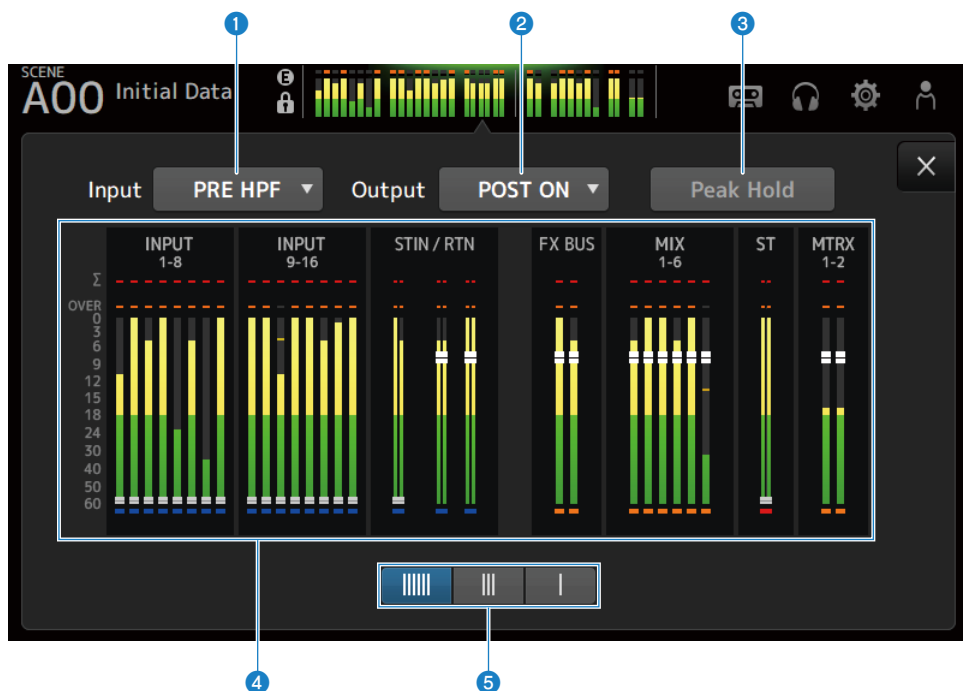 1 2 3
SCENE
A00 Initial Data E
Input PRE HPF ▼ Output POST ON ▼ Peak Hold ×
INPUT 1-8
INPUT 9-16
STIN / RTN
FX BUS
MIX 1-6
ST
MTRX 1-2
Σ
OVER
0
3
6
9
12
15
18
24
30
40
50
60
4 5